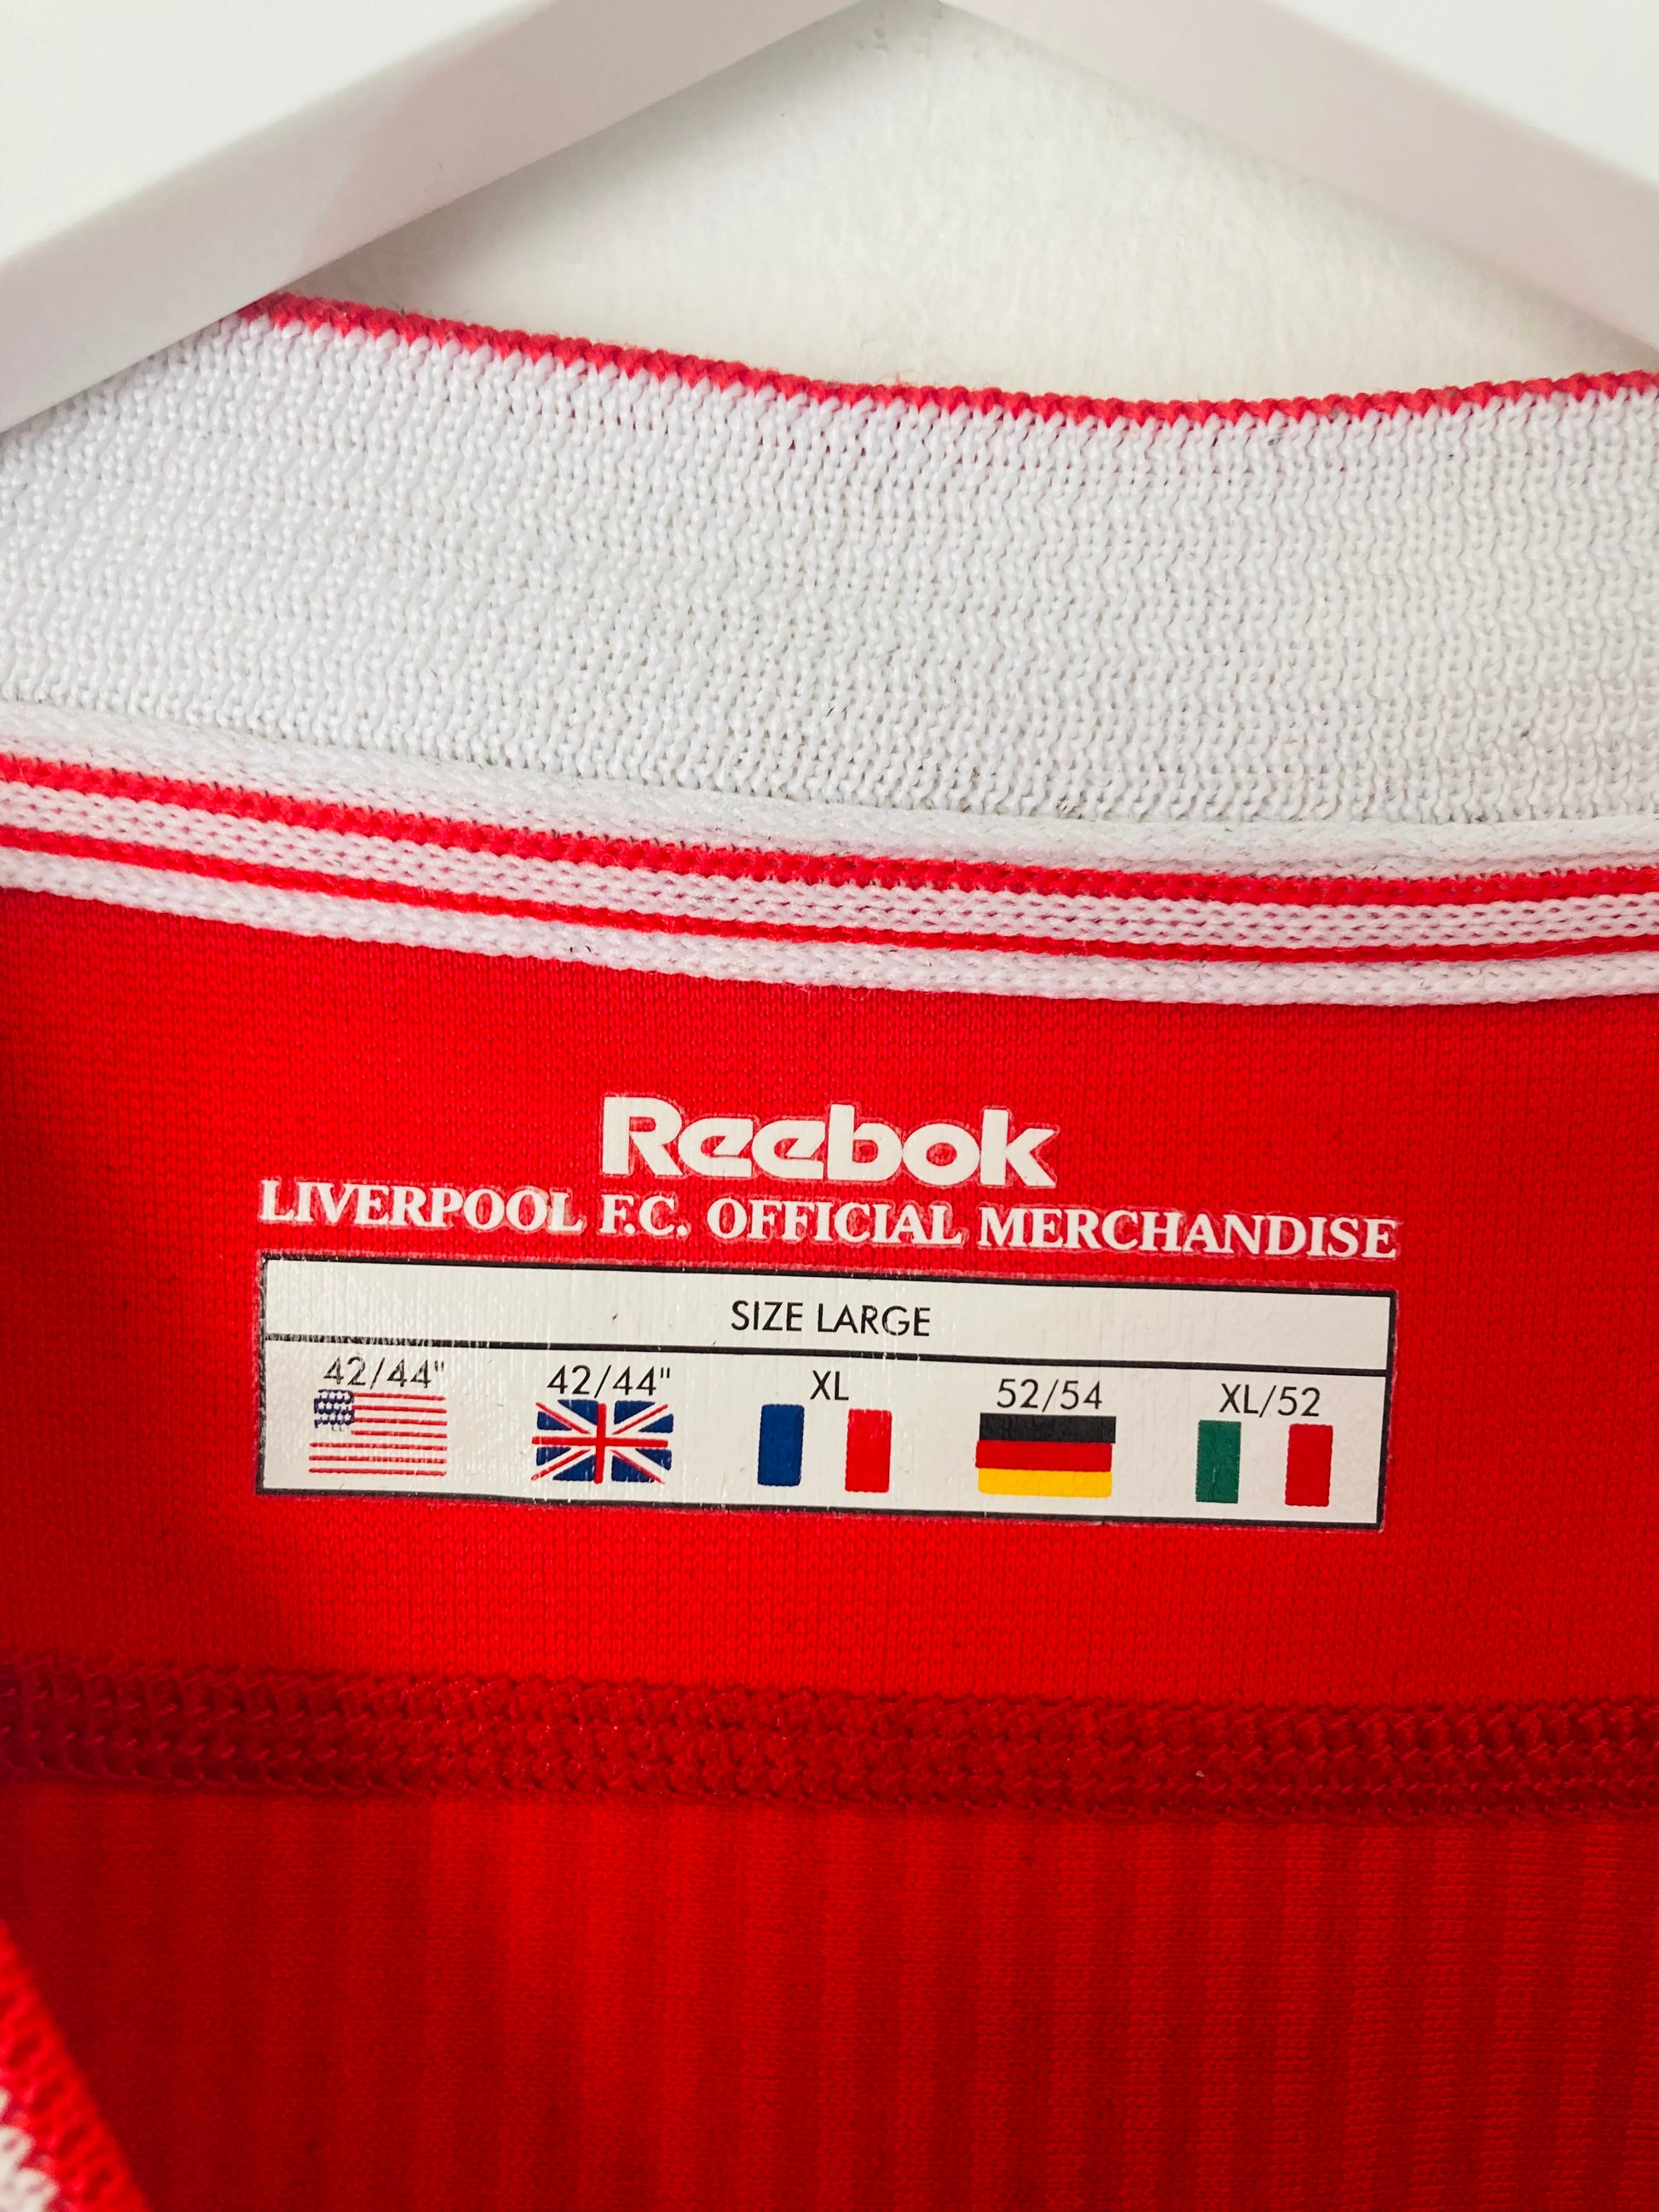 Reebok
LIVERPOOL F.C. OFFICIAL MERCHANDISE
SIZE LARGE
42/44" 42/44" XL 52/54 XL/52